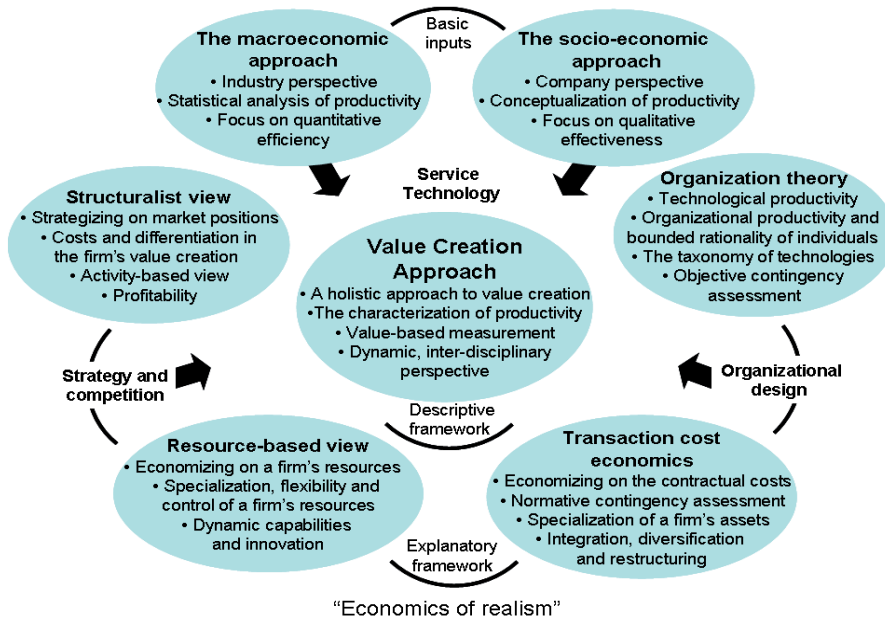 Basic
inputs
The macroeconomic
approach
• Industry perspective
• Statistical analysis of productivity
• Focus on quantitative
efficiency
The socio-economic
approach
• Company perspective
• Conceptualization of productivity
• Focus on qualitative
effectiveness
Service
Technology
Structuralist view
• Strategizing on market positions
• Costs and differentiation in
the firm's value creation
• Activity-based view
• Profitability
Value Creation
Approach
• A holistic approach to value creation
• The characterization of productivity
• Value-based measurement
• Dynamic, inter-disciplinary
perspective
Organization theory
• Technological productivity
• Organizational productivity and
bounded rationality of individuals
• The taxonomy of technologies
• Objective contingency
assessment
Strategy and
competition
Organizational
design
Descriptive
framework
Resource-based view
• Economizing on a firm's resources
• Specialization, flexibility and
control of a firm's resources
• Dynamic capabilities
and innovation
Transaction cost
economics
• Economizing on the contractual costs
• Normative contingency assessment
• Specialization of a firm's assets
• Integration, diversification
and restructuring
Explanatory
framework
“Economics of realism”